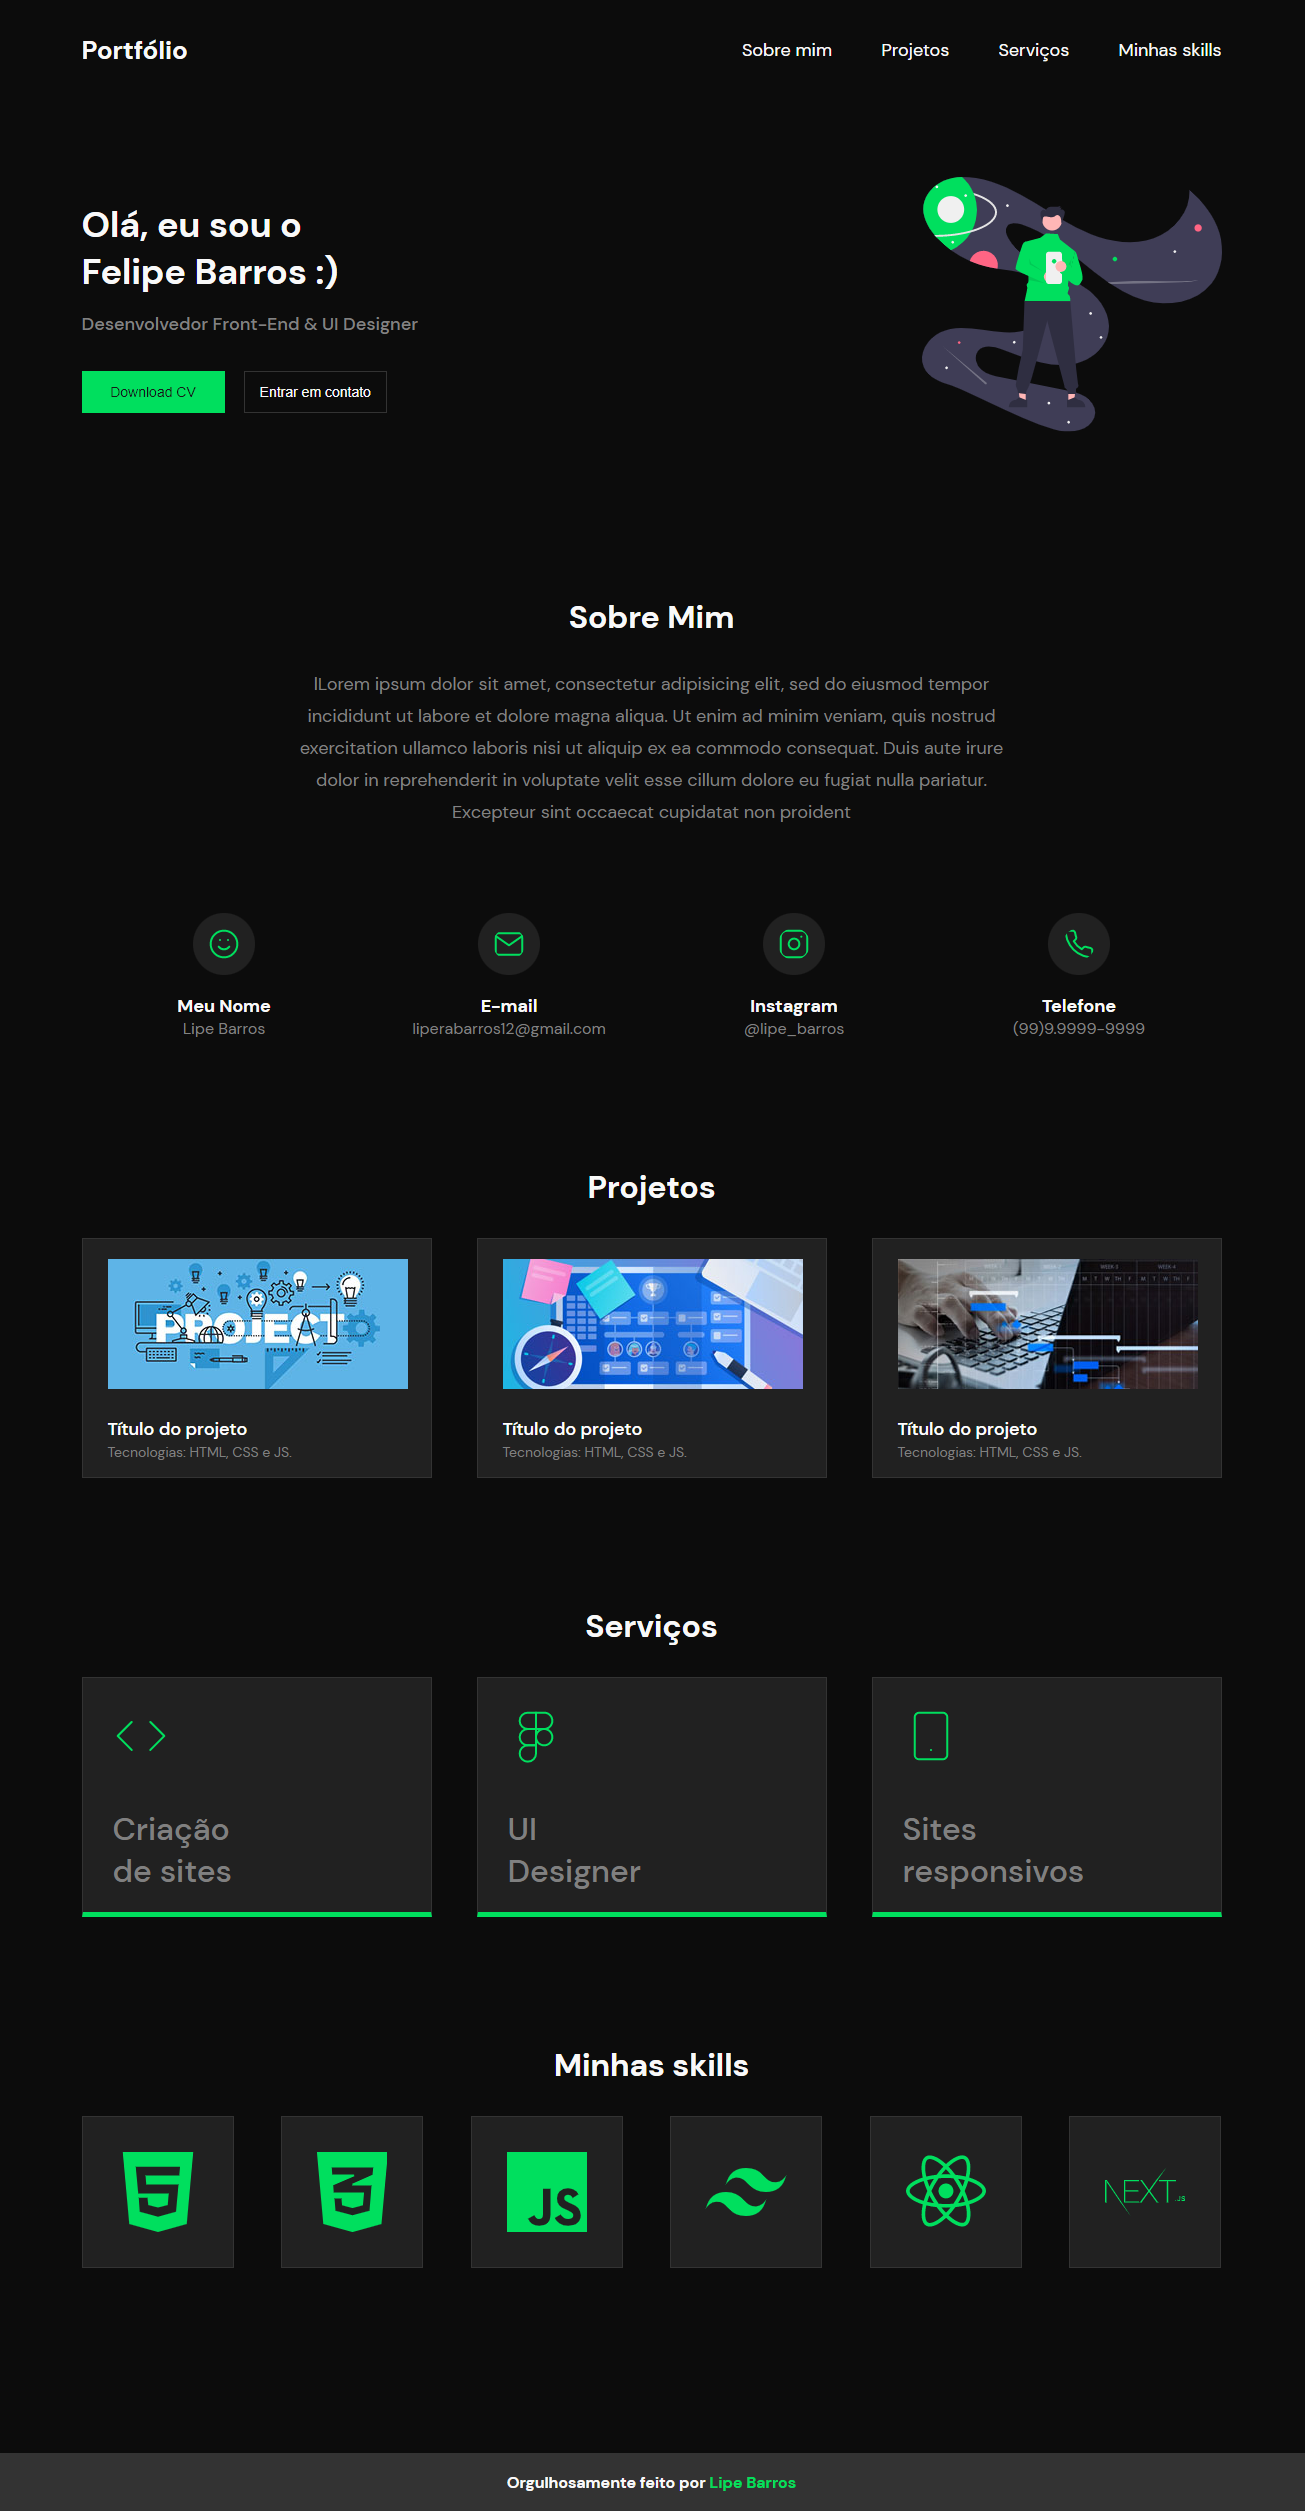 Portfólio
Sobre mim
Projetos
Serviços
Minhas skills
Olá, eu sou o
Felipe Barros :)
Desenvolvedor Front-End & UI Designer
Download CV
Entrar em contato
Sobre Mim
lLorem ipsum dolor sit amet, consectetur adipisicing elit, sed do eiusmod tempor
incididunt ut labore et dolore magna aliqua. Ut enim ad minim veniam, quis nostrud
exercitation ullamco laboris nisi ut aliquip ex ea commodo consequat. Duis aute irure
dolor in reprehenderit in voluptate velit esse cillum dolore eu fugiat nulla pariatur.
Excepteur sint occaecat cupidatat non proident
Meu Nome
Lipe Barros
E-mail
liperabarros12@gmail.com
Instagram
@lipe_barros
Telefone
(99)9.9999-9999
Projetos
PROJECT
Título do projeto
Tecnologias: HTML, CSS e JS.
Título do projeto
Tecnologias: HTML, CSS e JS.
WEEK-3
WEEK-4
Título do projeto
Tecnologias: HTML, CSS e JS.
Serviços
Criação
de sites
UI
Designer
Sites
responsivos
Minhas skills
JS
NEXT.JS
Orgulhosamente feito por Lipe Barros